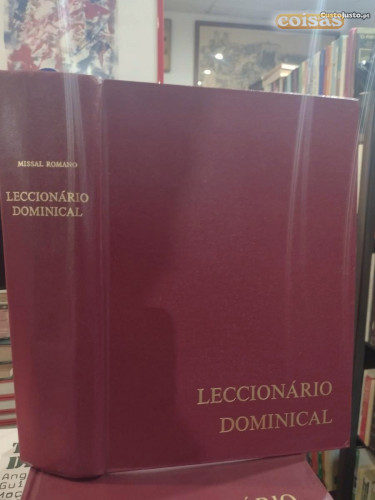 coisas
CustoJusto.pt
MISSAL ROMANO
LECCIONÁRIO
DOMINICAL
LECCIONÁRIO
DOMINICAL